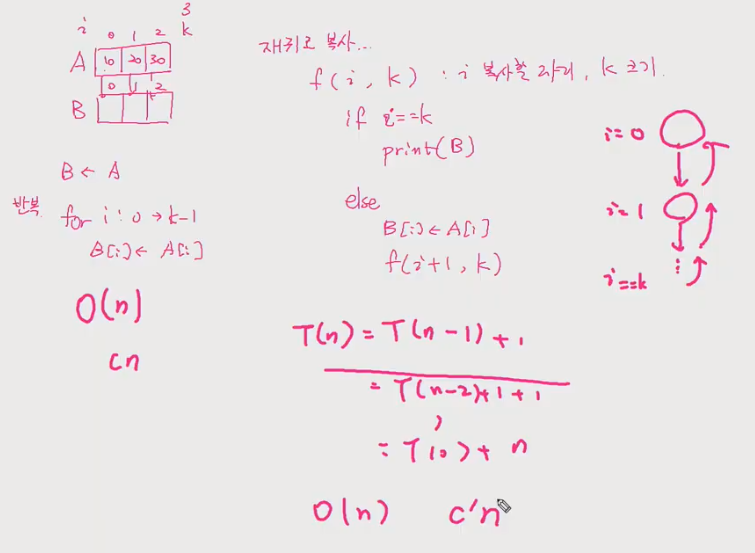 3
i 0 1 2 k
A 10 20 30
0 1 2
B
B ← A
반복
for i : 0 → k-1
B[i] ← A[i]
O(n)
cn
재귀로 복사...
f(i, k) : i 복사할 자리, k 크기.
if i==k
print(B)
else
B[i] ← A[i]
f(i+1, k)
T(n) = T(n-1) + 1
= T(n-2)+1+1
= T(0) + n
O(n) c'n
i=0
i=1
i==k